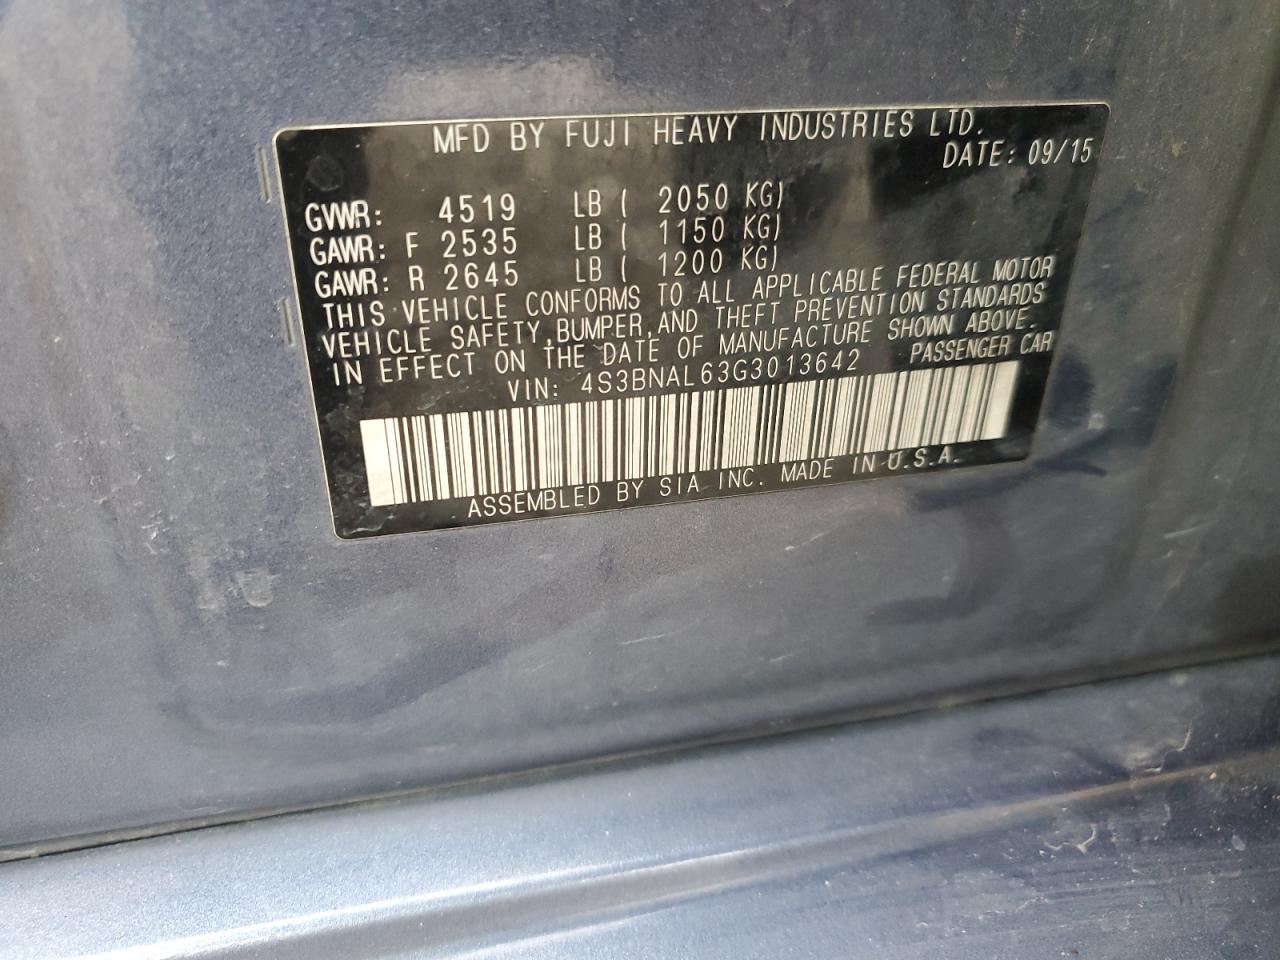 MFD BY FUJI HEAVY INDUSTRIES LTD.
DATE: 09/15
GVWR: 4519 LB ( 2050 KG)
GAWR: F 2535 LB ( 1150 KG)
GAWR: R 2645 LB ( 1200 KG)
THIS VEHICLE CONFORMS TO ALL APPLICABLE FEDERAL MOTOR
VEHICLE SAFETY, BUMPER, AND THEFT PREVENTION STANDARDS
IN EFFECT ON THE DATE OF MANUFACTURE SHOWN ABOVE.
VIN: 4S3BNAL63G3013642 PASSENGER CAR
ASSEMBLED BY SIA INC. MADE IN U.S.A.